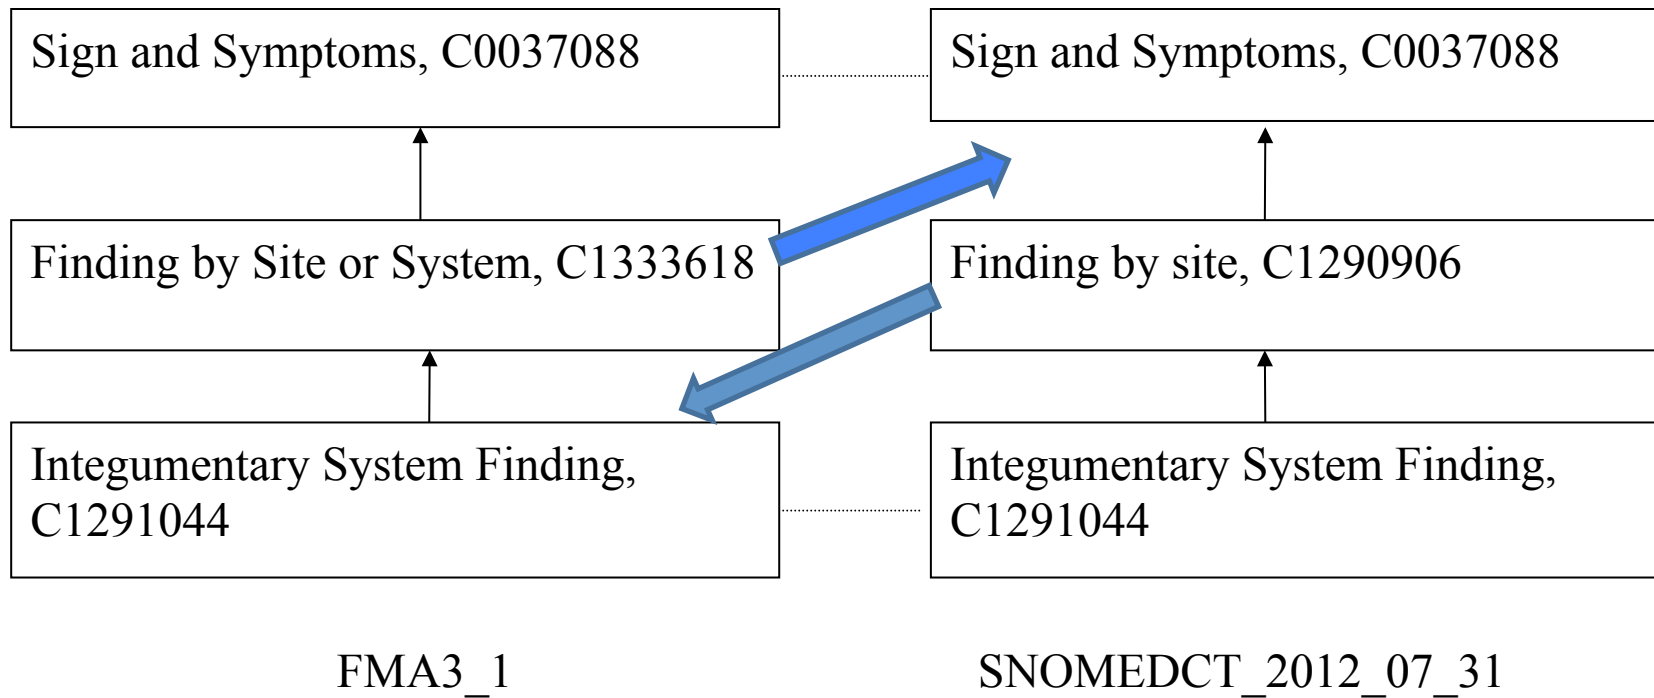 Sign and Symptoms, C0037088
Sign and Symptoms, C0037088
Finding by Site or System, C1333618
Finding by site, C1290906
Integumentary System Finding,
C1291044
Integumentary System Finding,
C1291044
FMA3_1
SNOMEDCT_2012_07_31